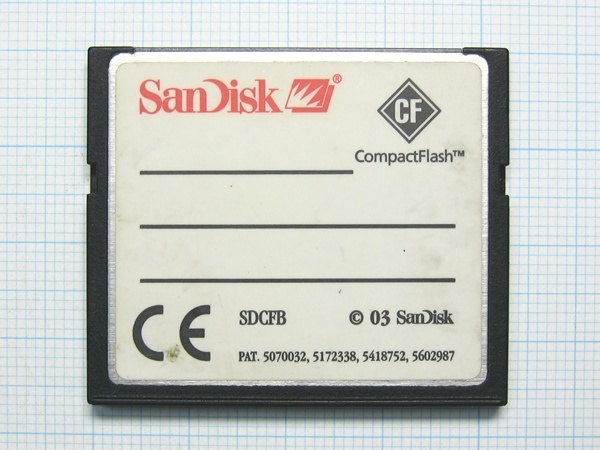 SanDisk ®
CF
CompactFlash™
CE
SDCFB © 03 SanDisk
PAT. 5070032, 5172338, 5418752, 5602987